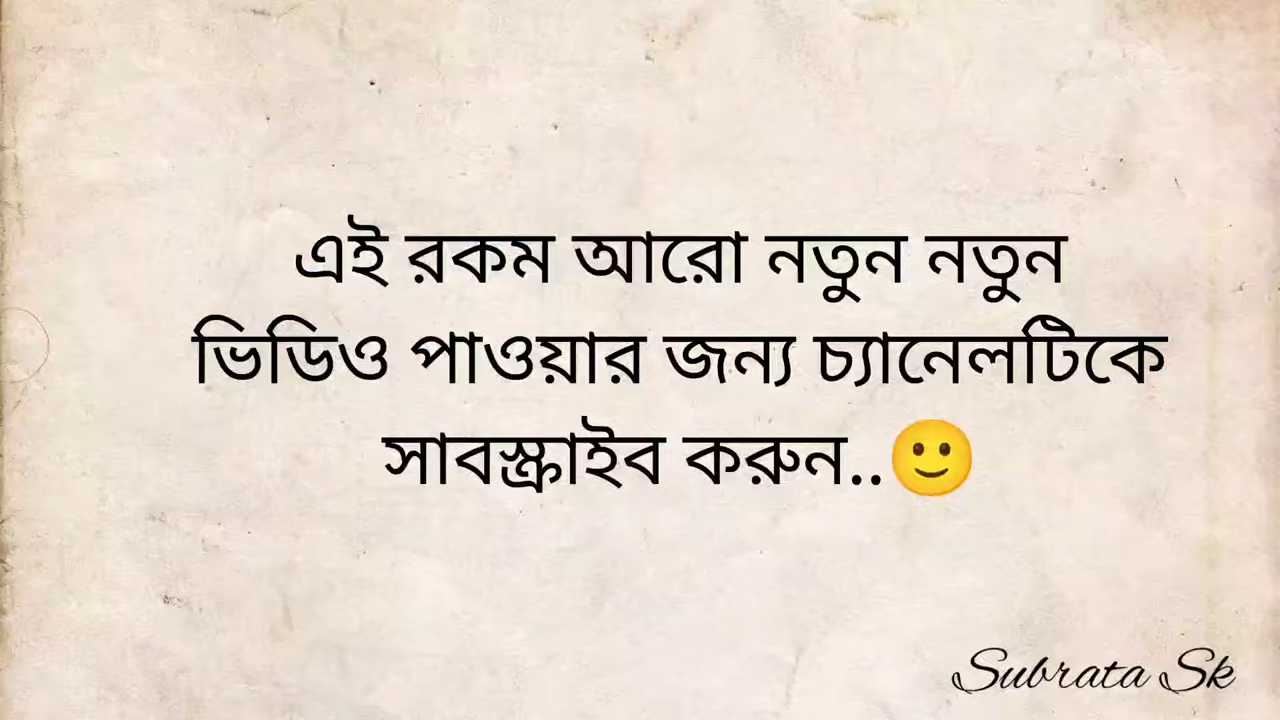 এই রকম আরো নতুন নতুন
ভিডিও পাওয়ার জন্য চ্যানেলটিকে
সাবস্ক্রাইব করুন..🙂
Subrata Sk